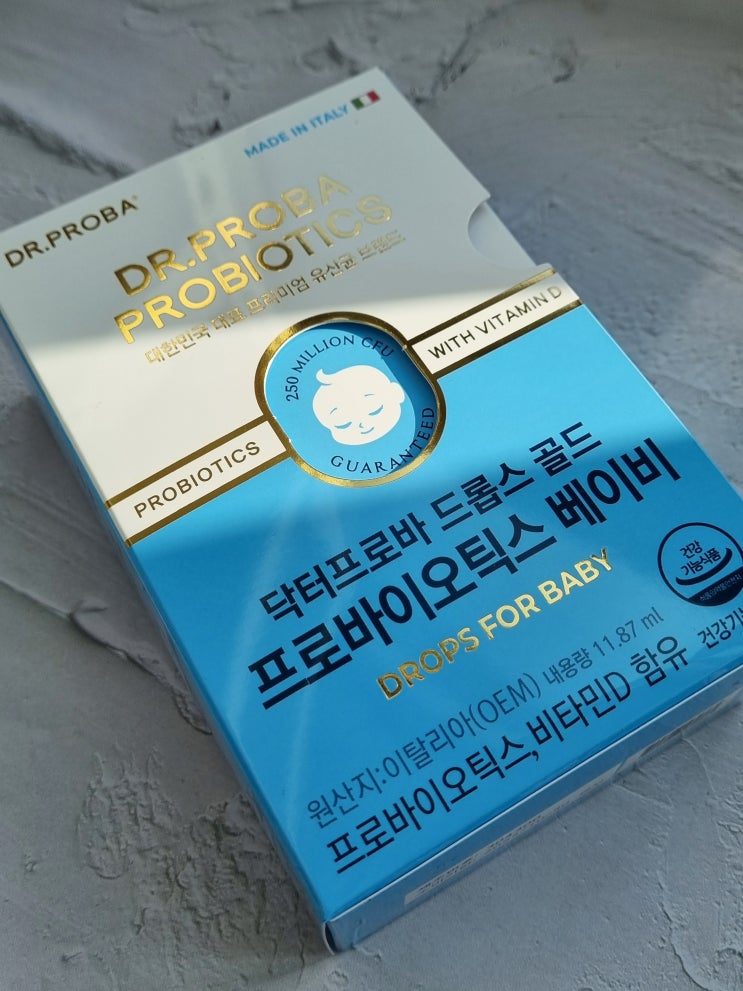 MADE IN ITALY
DR.PROBA
DR.PROBA
PROBIOTICS
대한민국 대표 프리미엄 유산균 브랜드
250 MILLION CFU
GUARANTEED
PROBIOTICS
WITH VITAMIN D
닥터프로바 드롭스 골드
프로바이오틱스 베이비
DROPS FOR BABY
건강
기능식품
원산지:이탈리아(OEM) 내용량 11.87 ml
프로바이오틱스,비타민D 함유 건강기